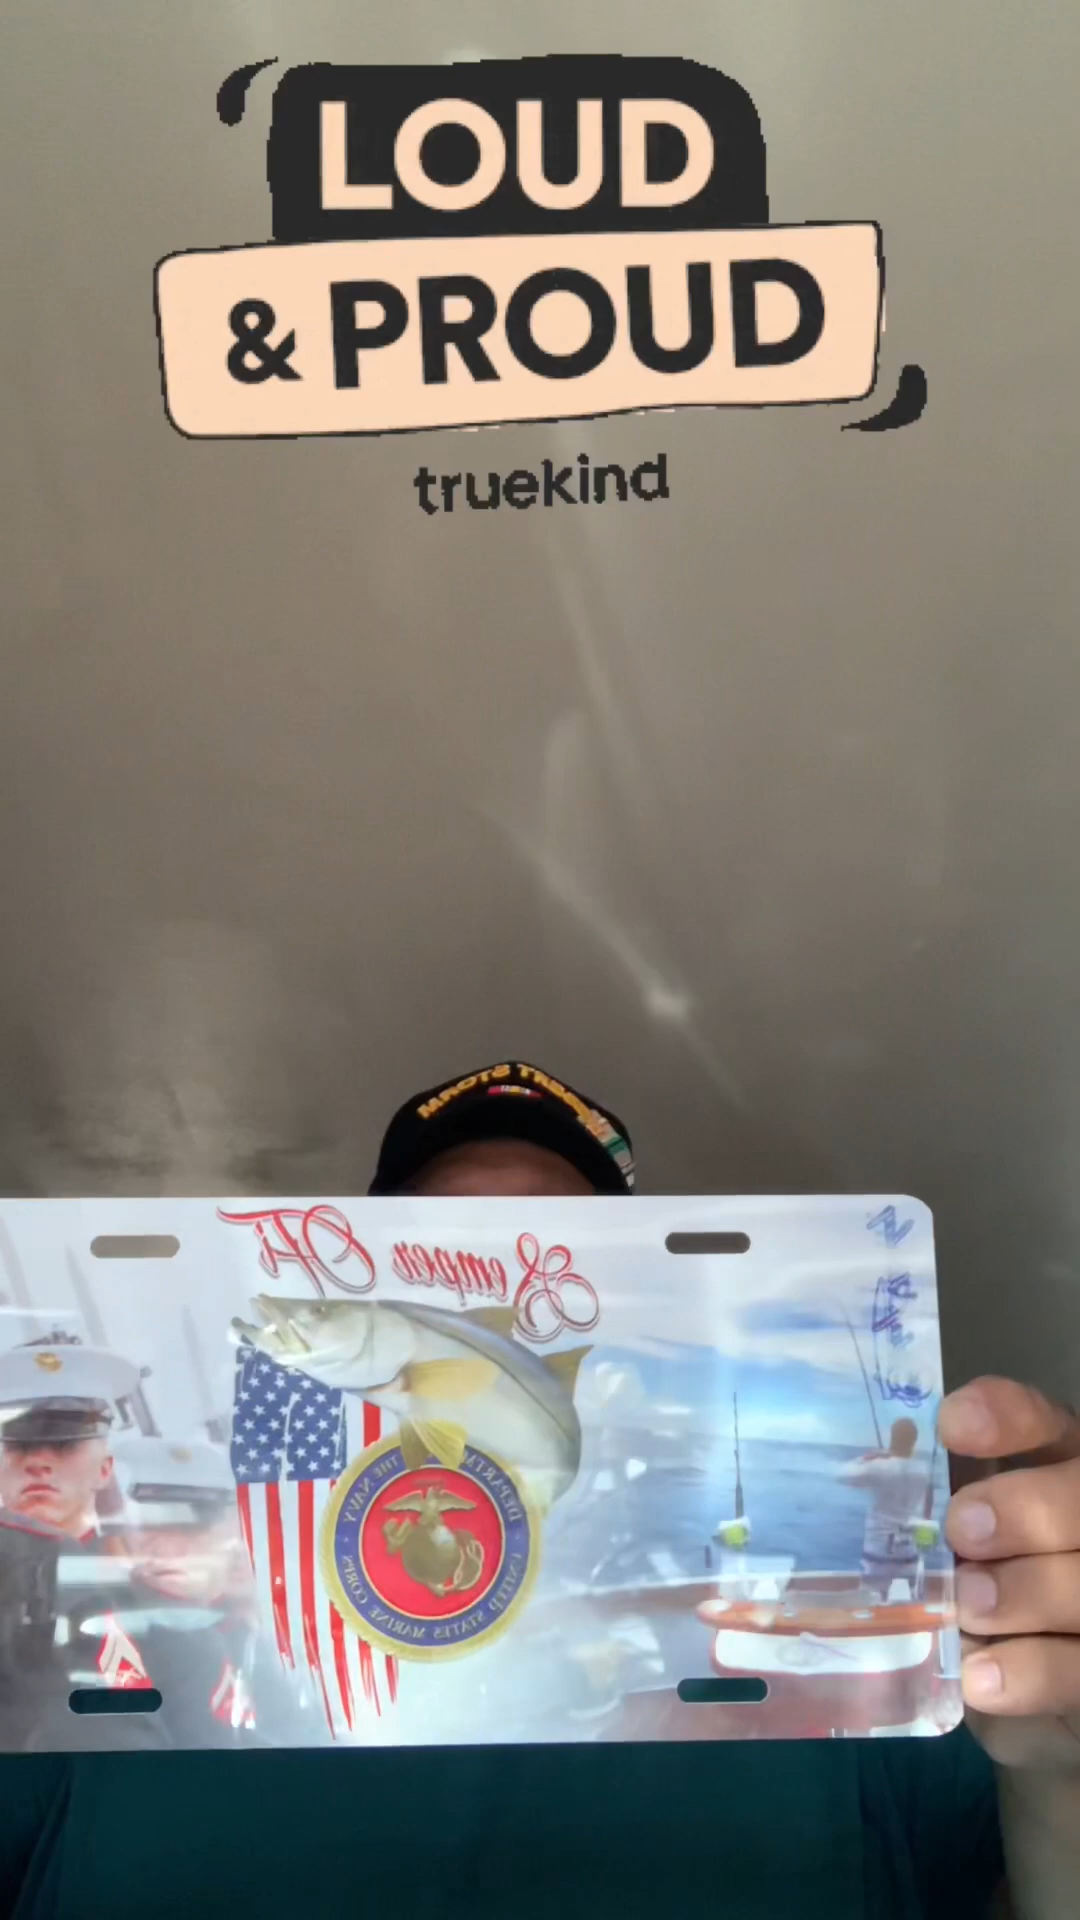 LOUD
& PROUD
truekind
DESERT STORM
Semper Fi
DEPARTMENT OF THE NAVY
UNITED STATES MARINE CORPS